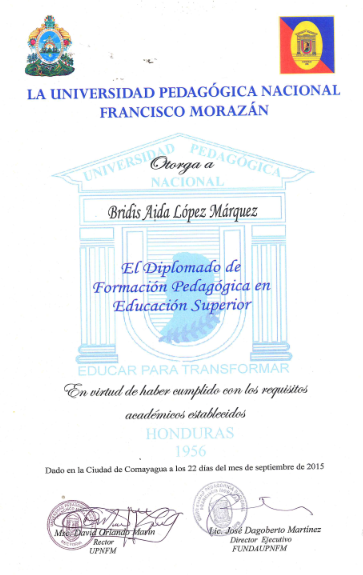 LA UNIVERSIDAD PEDAGÓGICA NACIONAL
FRANCISCO MORAZÁN
Otorga a
UNIVERSIDAD PEDAGÓGICA
NACIONAL
Bridis Aida López Márquez
El Diplomado de
Formación Pedagógica en
Educación Superior
EDUCAR PARA TRANSFORMAR
En virtud de haber cumplido con los requisitos
académicos establecidos
HONDURAS
1956
Dado en la Ciudad de Comayagua a los 22 días del mes de septiembre de 2015
Msc. David Orlando Marín
Rector
UPNFM
Lic. José Dagoberto Martínez
Director Ejecutivo
FUNDAUPNFM